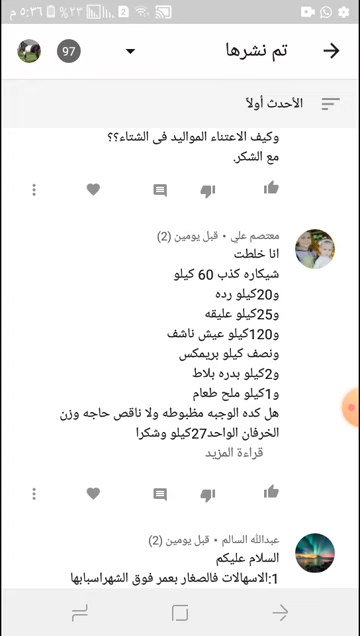 ٥:٣٦ م
٪٢٣
2
تم نشرها
97
الأحدث أولاً
وكيف الاعتناء المواليد فى الشتاء؟؟
مع الشكر.
معتصم علي • قبل يومين (2)
انا خلطت
شيكاره كذب 60 كيلو
و20كيلو رده
و25كيلو عليقه
و120كيلو عيش ناشف
ونصف كيلو بريمكس
و2كيلو بدره بلاط
و1كيلو ملح طعام
هل كده الوجبه مظبوطه ولا ناقص حاجه وزن
الخرفان الواحد27كيلو وشكرا
قراءة المزيد
عبدالله السالم • قبل يومين (2)
السلام عليكم
1:الاسهالات فالصغار بعمر فوق الشهراسبابها